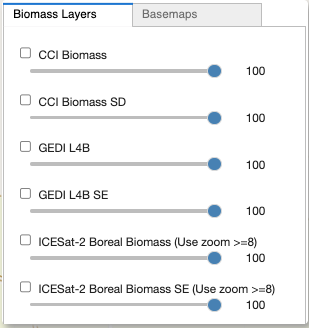 Biomass Layers
Basemaps
CCI Biomass
100
CCI Biomass SD
100
GEDI L4B
100
GEDI L4B SE
100
ICESat-2 Boreal Biomass (Use zoom >=8)
100
ICESat-2 Boreal Biomass SE (Use zoom >=8)
100